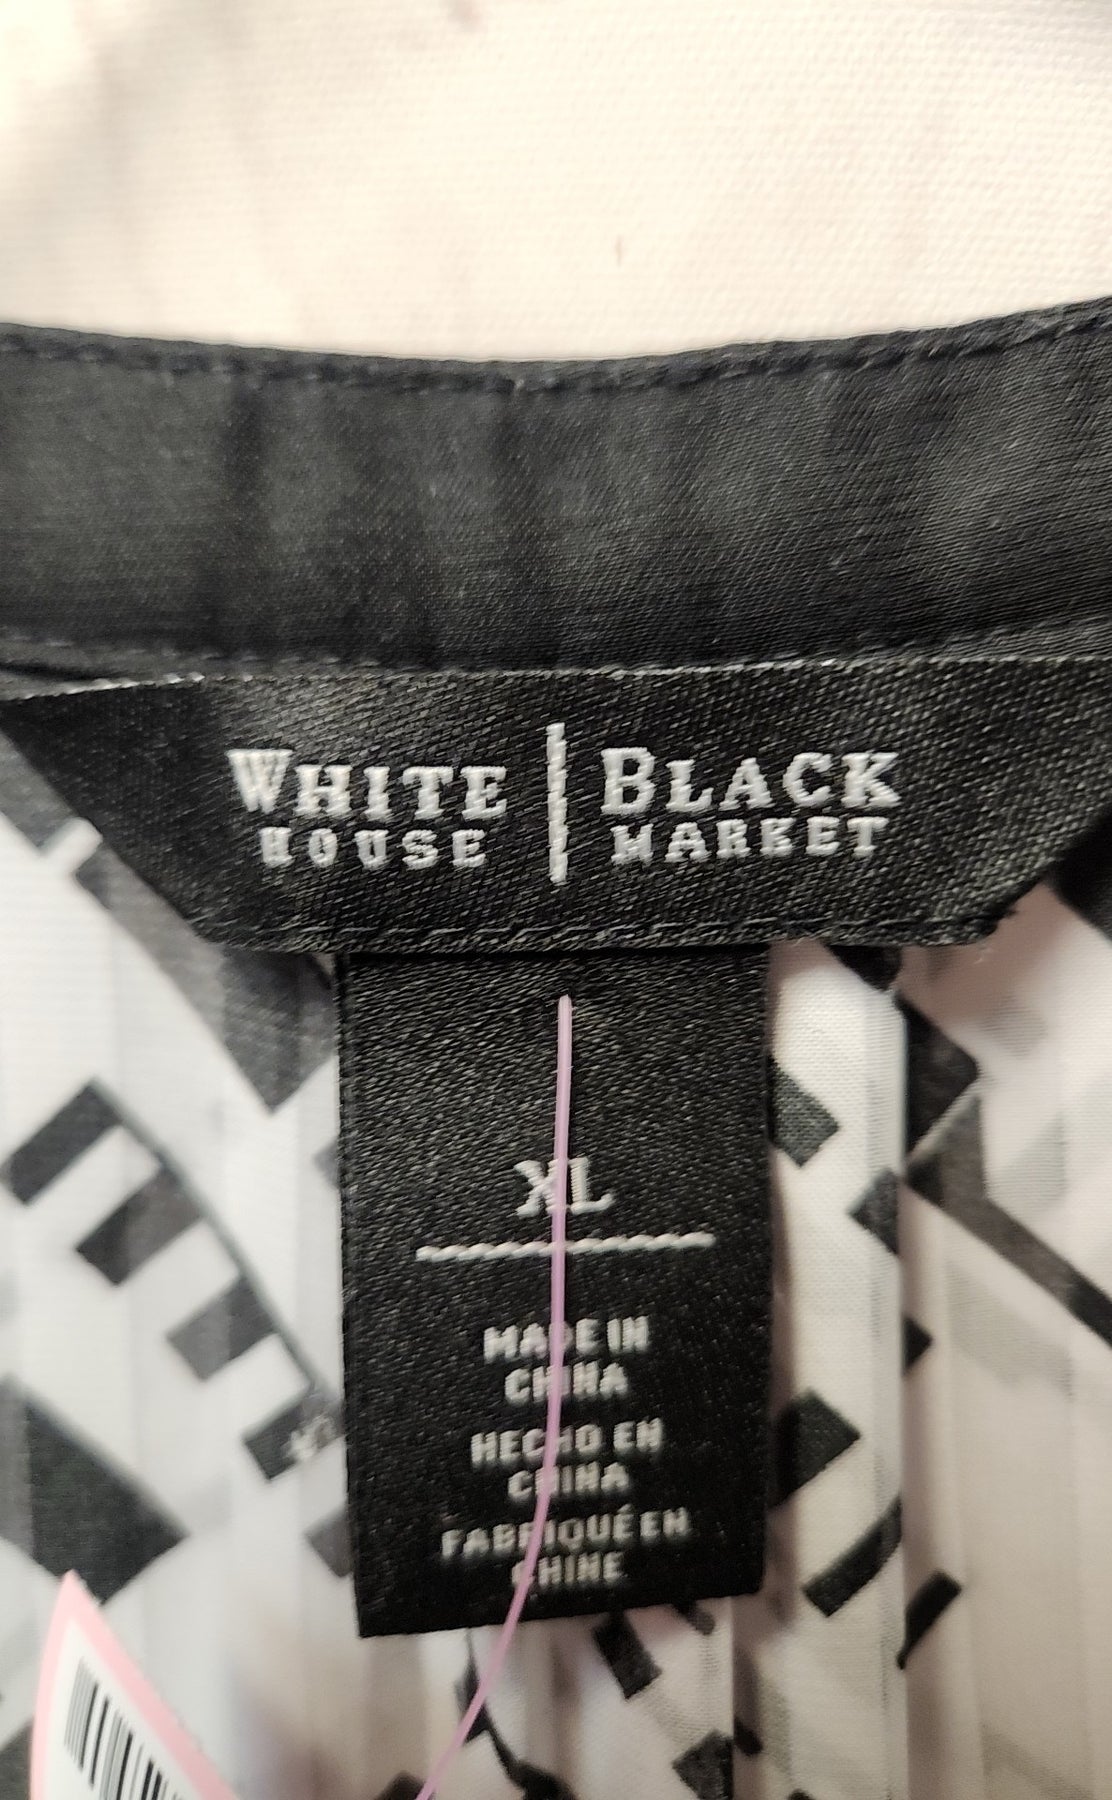 WHITE HOUSE | BLACK MARKET
XL
MADE IN
CHINA
HECHO EN
CHINA
FABRIQUÉ EN
CHINE